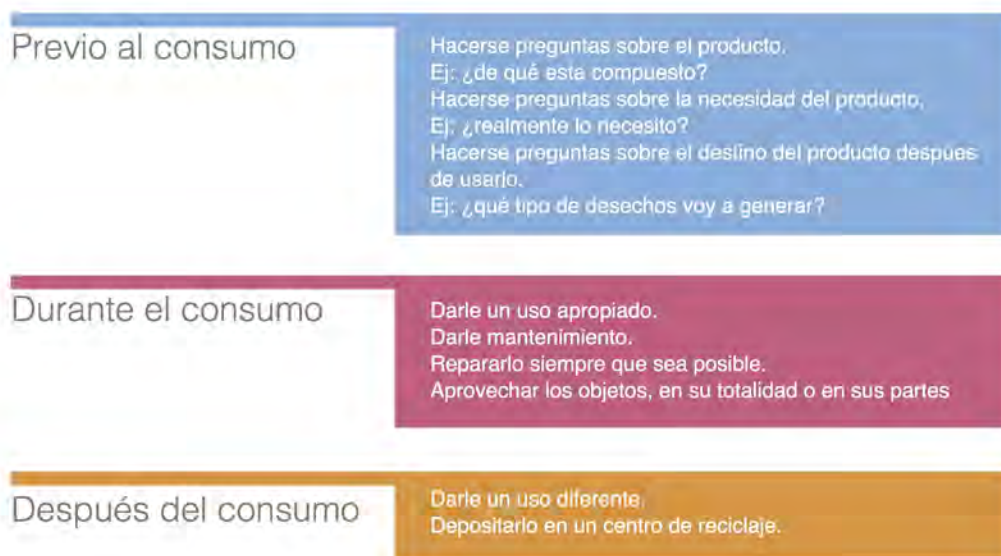 Previo al consumo
Hacerse preguntas sobre el producto.
Ej: ¿de qué esta compuesto?
Hacerse preguntas sobre la necesidad del producto.
Ej: ¿realmente lo necesito?
Hacerse preguntas sobre el destino del producto después
de usarlo.
Ej: ¿qué tipo de desechos voy a generar?
Durante el consumo
Darle un uso apropiado.
Darle mantenimiento.
Repararlo siempre que sea posible.
Aprovechar los objetos, en su totalidad o en sus partes
Después del consumo
Darle un uso diferente.
Depositarlo en un centro de reciclaje.